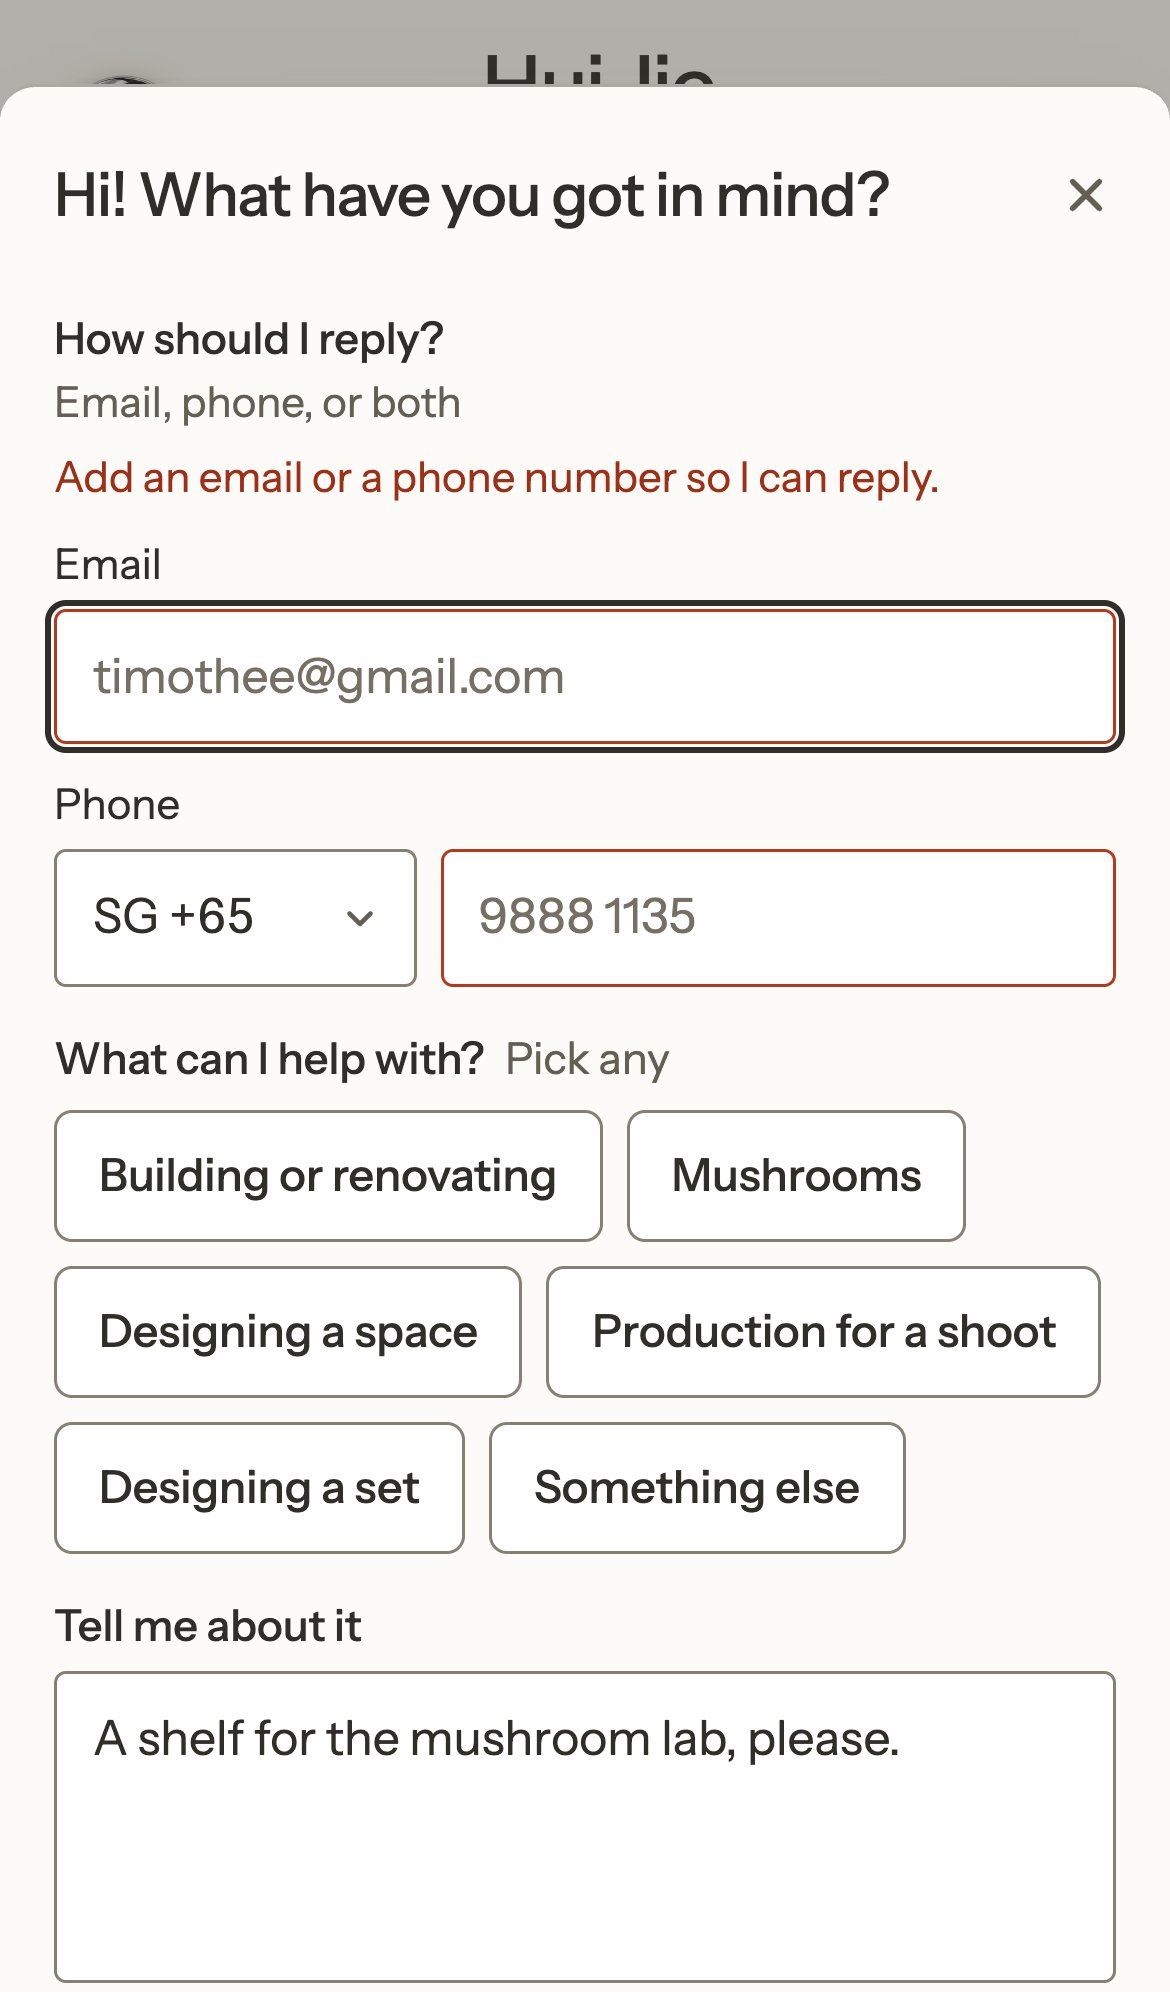 Hi! What have you got in mind?
How should I reply?
Email, phone, or both
Add an email or a phone number so I can reply.
Email
timothee@gmail.com
Phone
SG +65
9888 1135
What can I help with? Pick any
Building or renovating
Mushrooms
Designing a space
Production for a shoot
Designing a set
Something else
Tell me about it
A shelf for the mushroom lab, please.